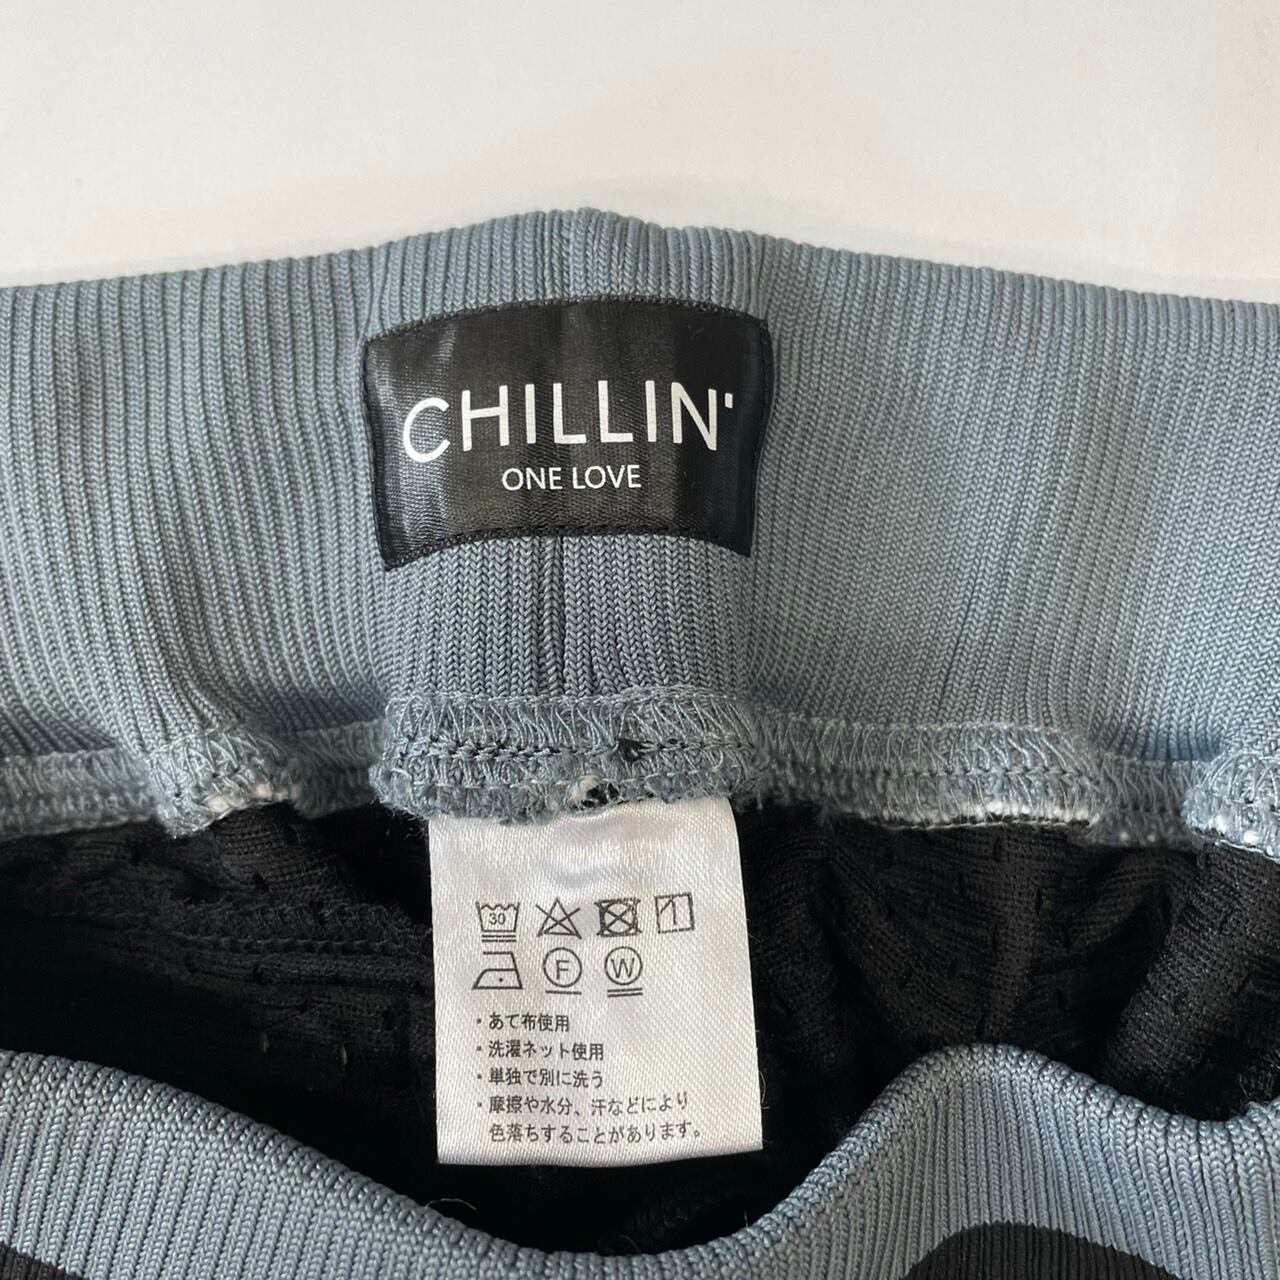 CHILLIN'
ONE LOVE
30
F W
・あて布使用
・洗濯ネット使用
・単独で別に洗う
・摩擦や水分、汗などにより
色落ちすることがあります。